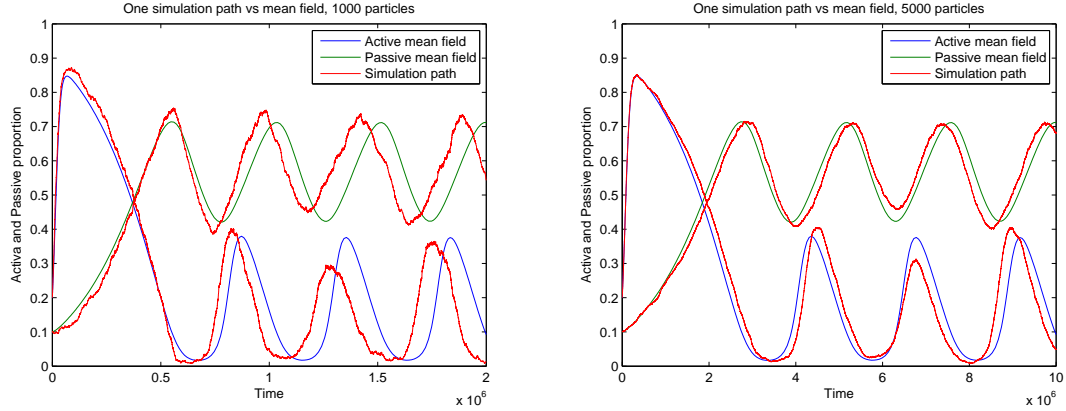 One simulation path vs mean field, 1000 particles
Activa and Passive proportion
1
0.9
0.8
0.7
0.6
0.5
0.4
0.3
0.2
0.1
0
Active mean field
Passive mean field
Simulation path
0
0.5
1
1.5
2
Time
x 10^6
One simulation path vs mean field, 5000 particles
Activa and Passive proportion
1
0.9
0.8
0.7
0.6
0.5
0.4
0.3
0.2
0.1
0
Active mean field
Passive mean field
Simulation path
0
2
4
6
8
10
Time
x 10^6